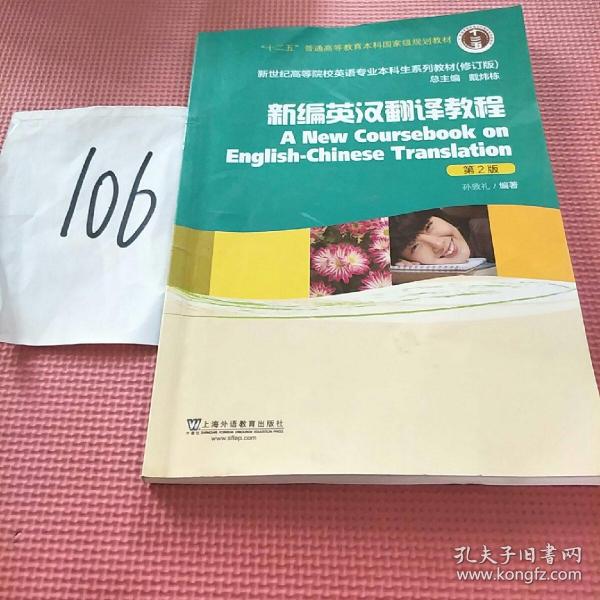 "十二五"普通高等教育本科国家级规划教材
新世纪高等院校英语专业本科生系列教材(修订版)
总主编 戴炜栋
新编英汉翻译教程
A New Coursebook on
English-Chinese Translation
第2版
孙致礼/编著
106
W 上海外语教育出版社
www.sflep.com
孔夫子旧书网
www.kongfz.com